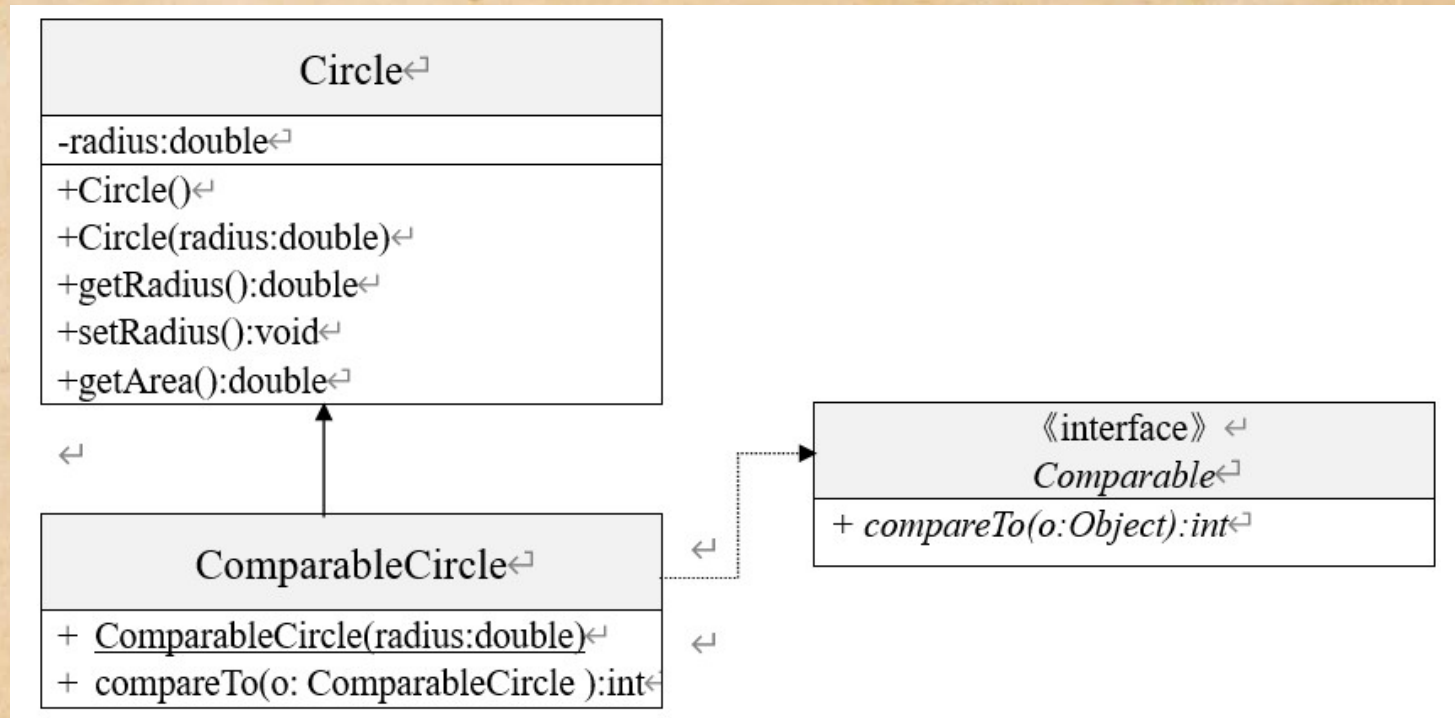 Circle
-radius:double
+Circle()
+Circle(radius:double)
+getRadius():double
+setRadius():void
+getArea():double
《interface》
Comparable
+ compareTo(o:Object):int
ComparableCircle
+ ComparableCircle(radius:double)
+ compareTo(o: ComparableCircle ):int